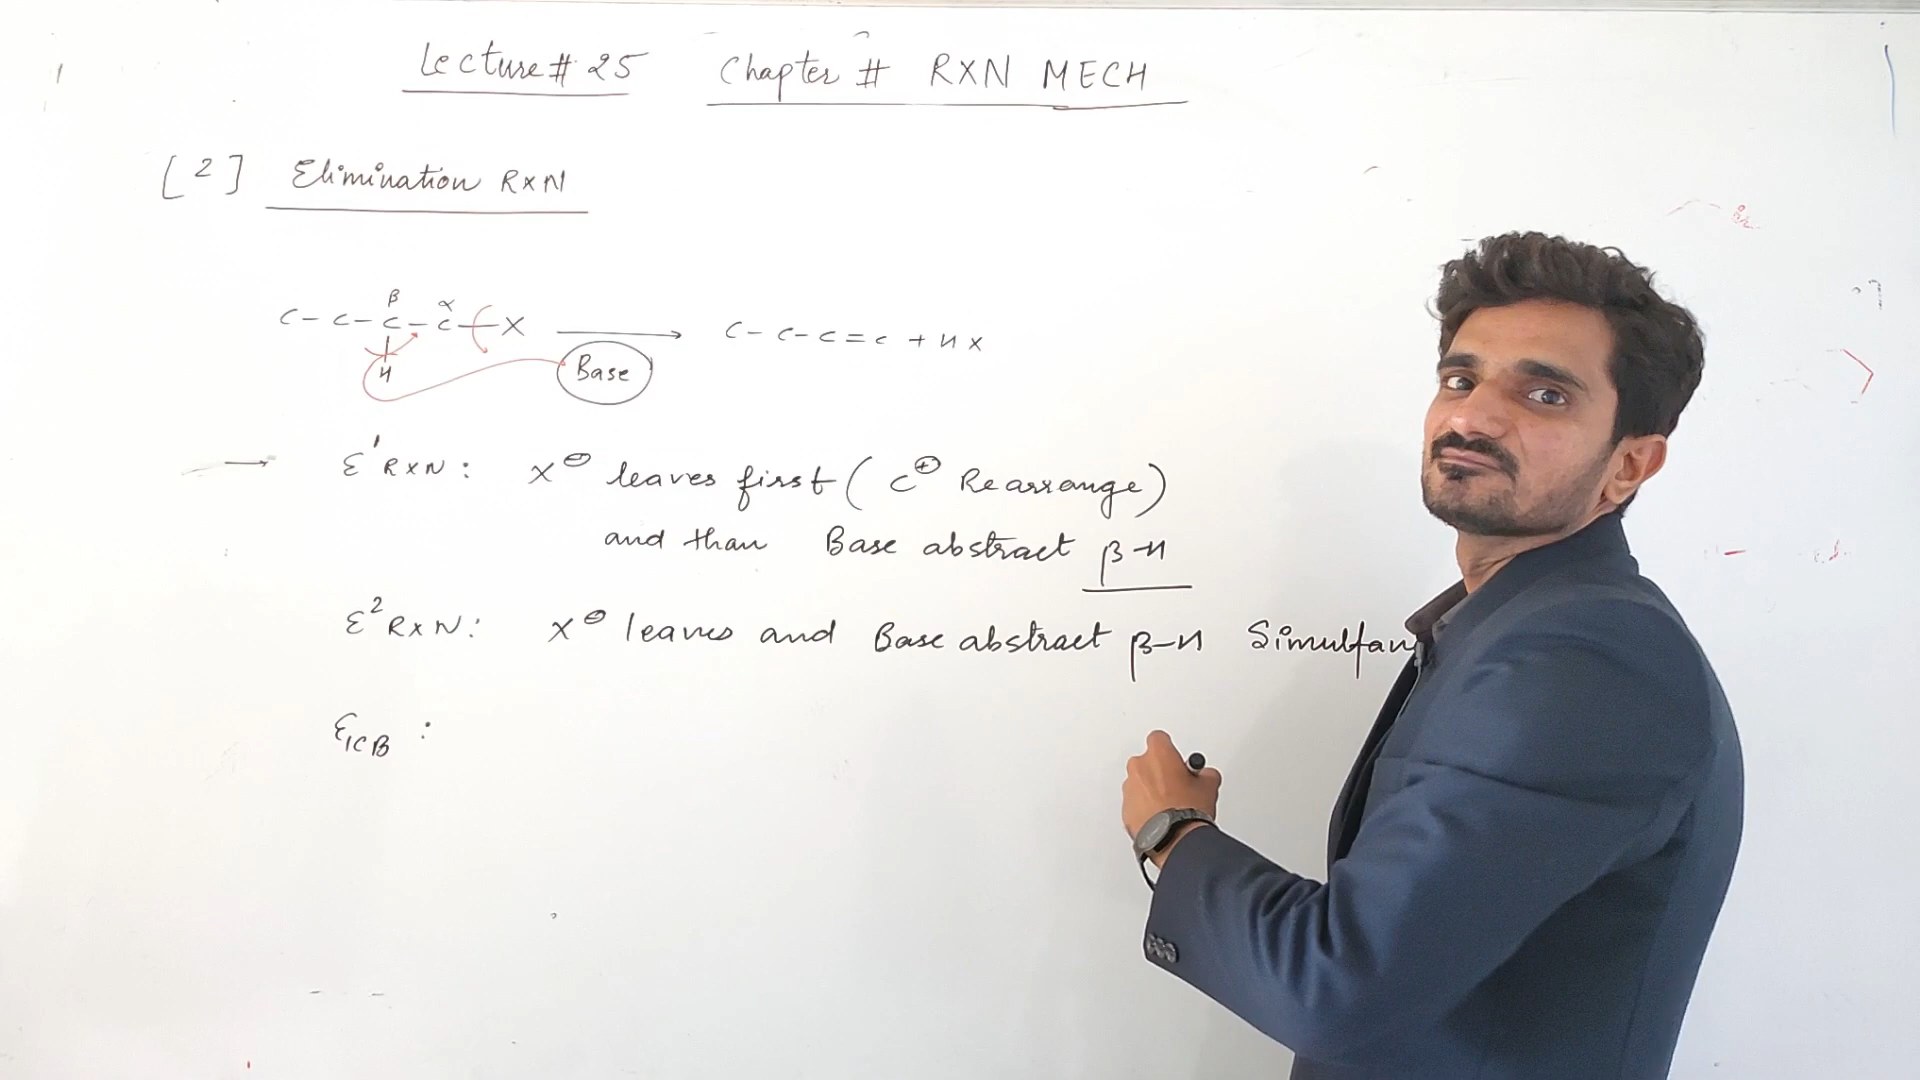 Lecture # 25 Chapter # RXN MECH
[2] Elimination RXN
β α
C-C-C-C-X → C-C-C=C + HX
H Base
→ E¹ RXN: X⊖ leaves first (C⊕ Rearrange)
and than Base abstract β-H
E² RXN: X⊖ leaves and Base abstract β-H Simultan
E1CB :